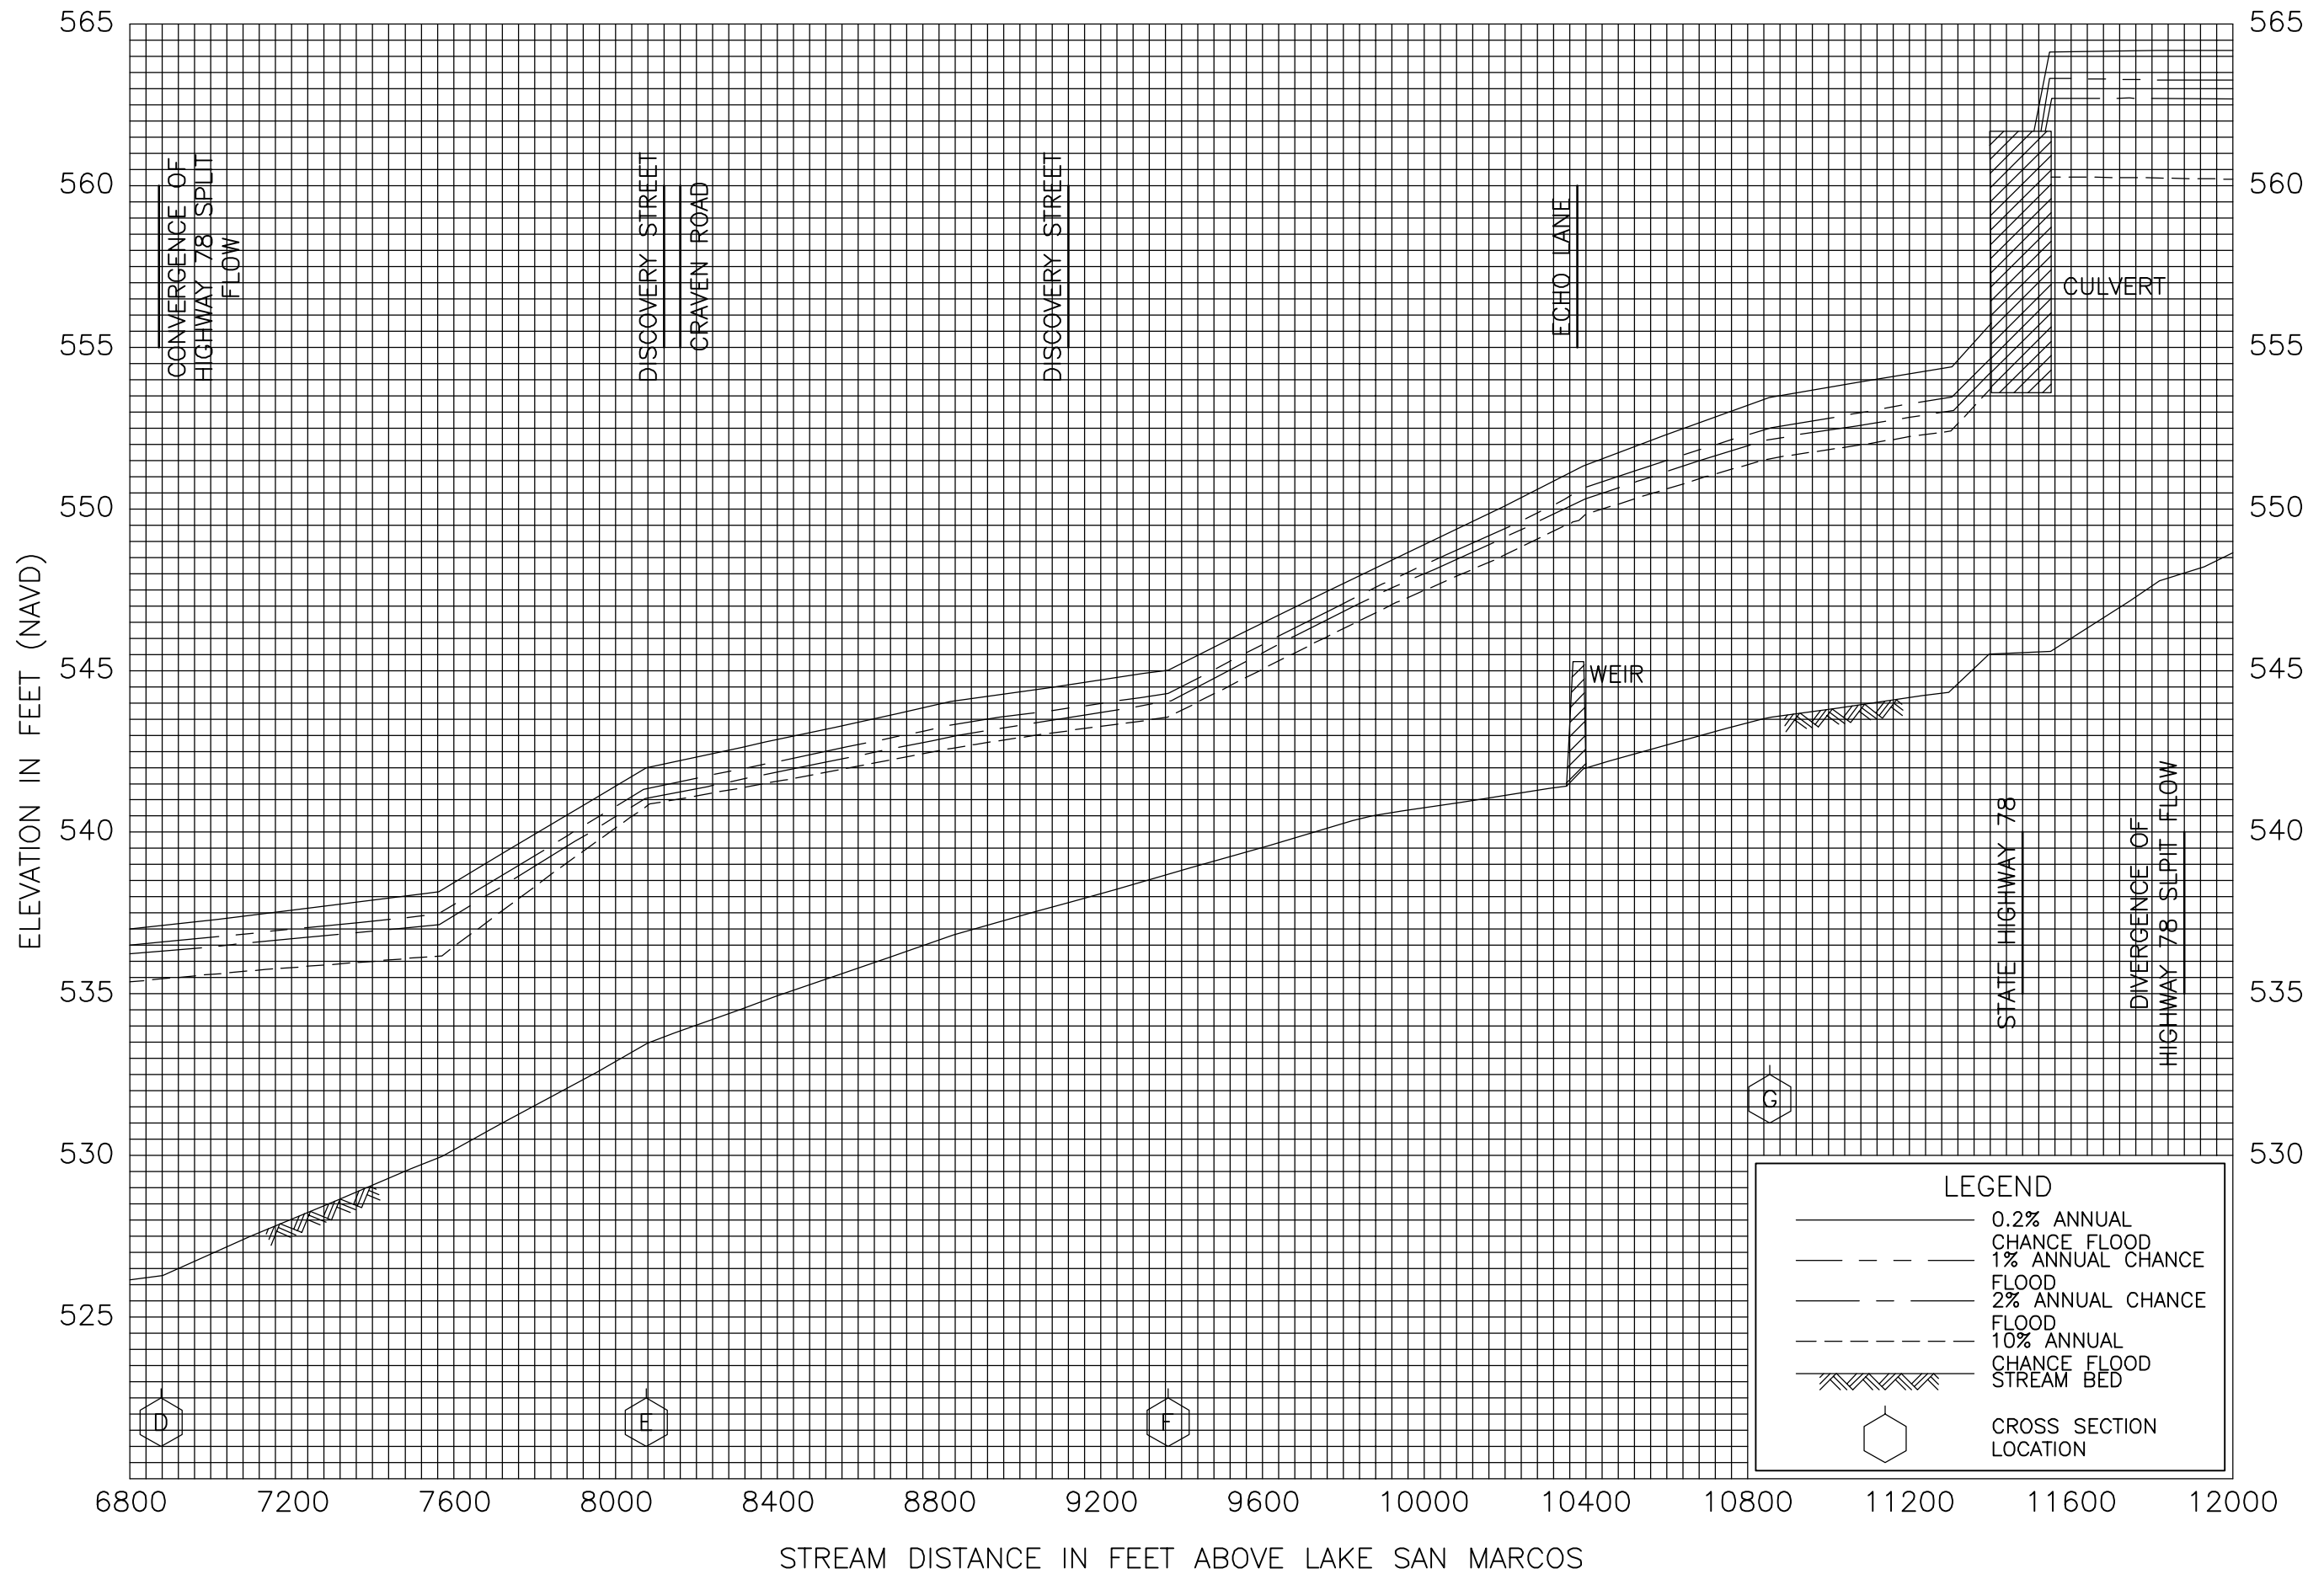 565
560
555
550
545
540
535
530
525
ELEVATION IN FEET (NAVD)
CONVERGENCE OF
HIGHWAY 78 SPLIT
FLOW
DSCOVERY STREET
CRAVEN ROAD
DSCOVERY STREET
ECHO LANE
CULVERT
WEIR
STATE HIGHWAY 78
DIVERGENCE OF
HIGHWAY 78 SLPIT FLOW
D
E
F
G
565
560
555
550
545
540
535
530
LEGEND
0.2% ANNUAL
CHANCE FLOOD
1% ANNUAL CHANCE
FLOOD
2% ANNUAL CHANCE
FLOOD
10% ANNUAL
CHANCE FLOOD
STREAM BED
CROSS SECTION
LOCATION
6800 7200 7600 8000 8400 8800 9200 9600 10000 10400 10800 11200 11600 12000
STREAM DISTANCE IN FEET ABOVE LAKE SAN MARCOS